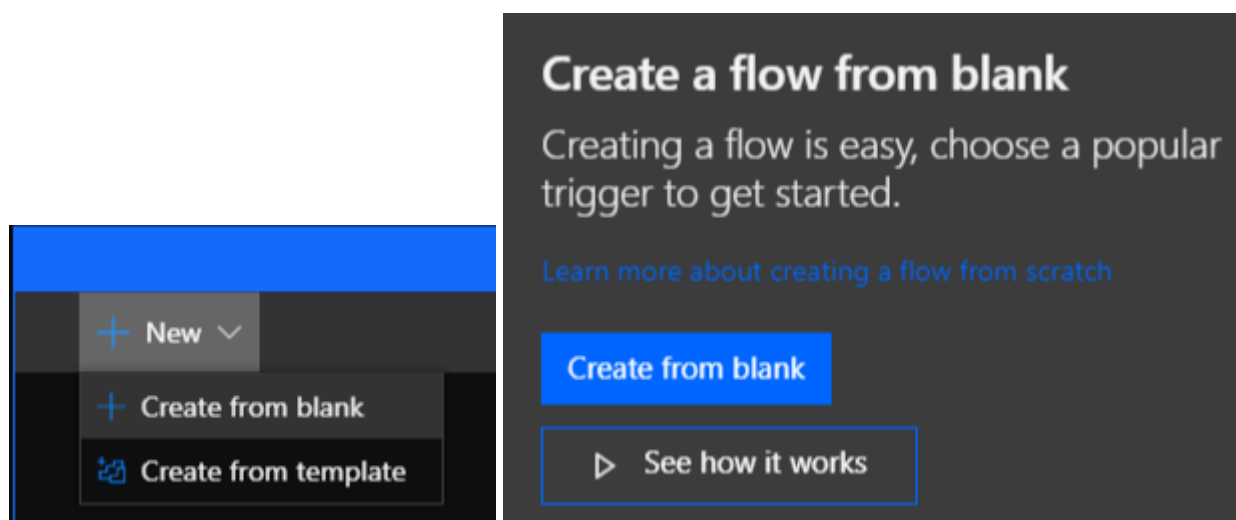 New
Create from blank
Create from template
Create a flow from blank
Creating a flow is easy, choose a popular
trigger to get started.
Learn more about creating a flow from scratch
Create from blank
See how it works